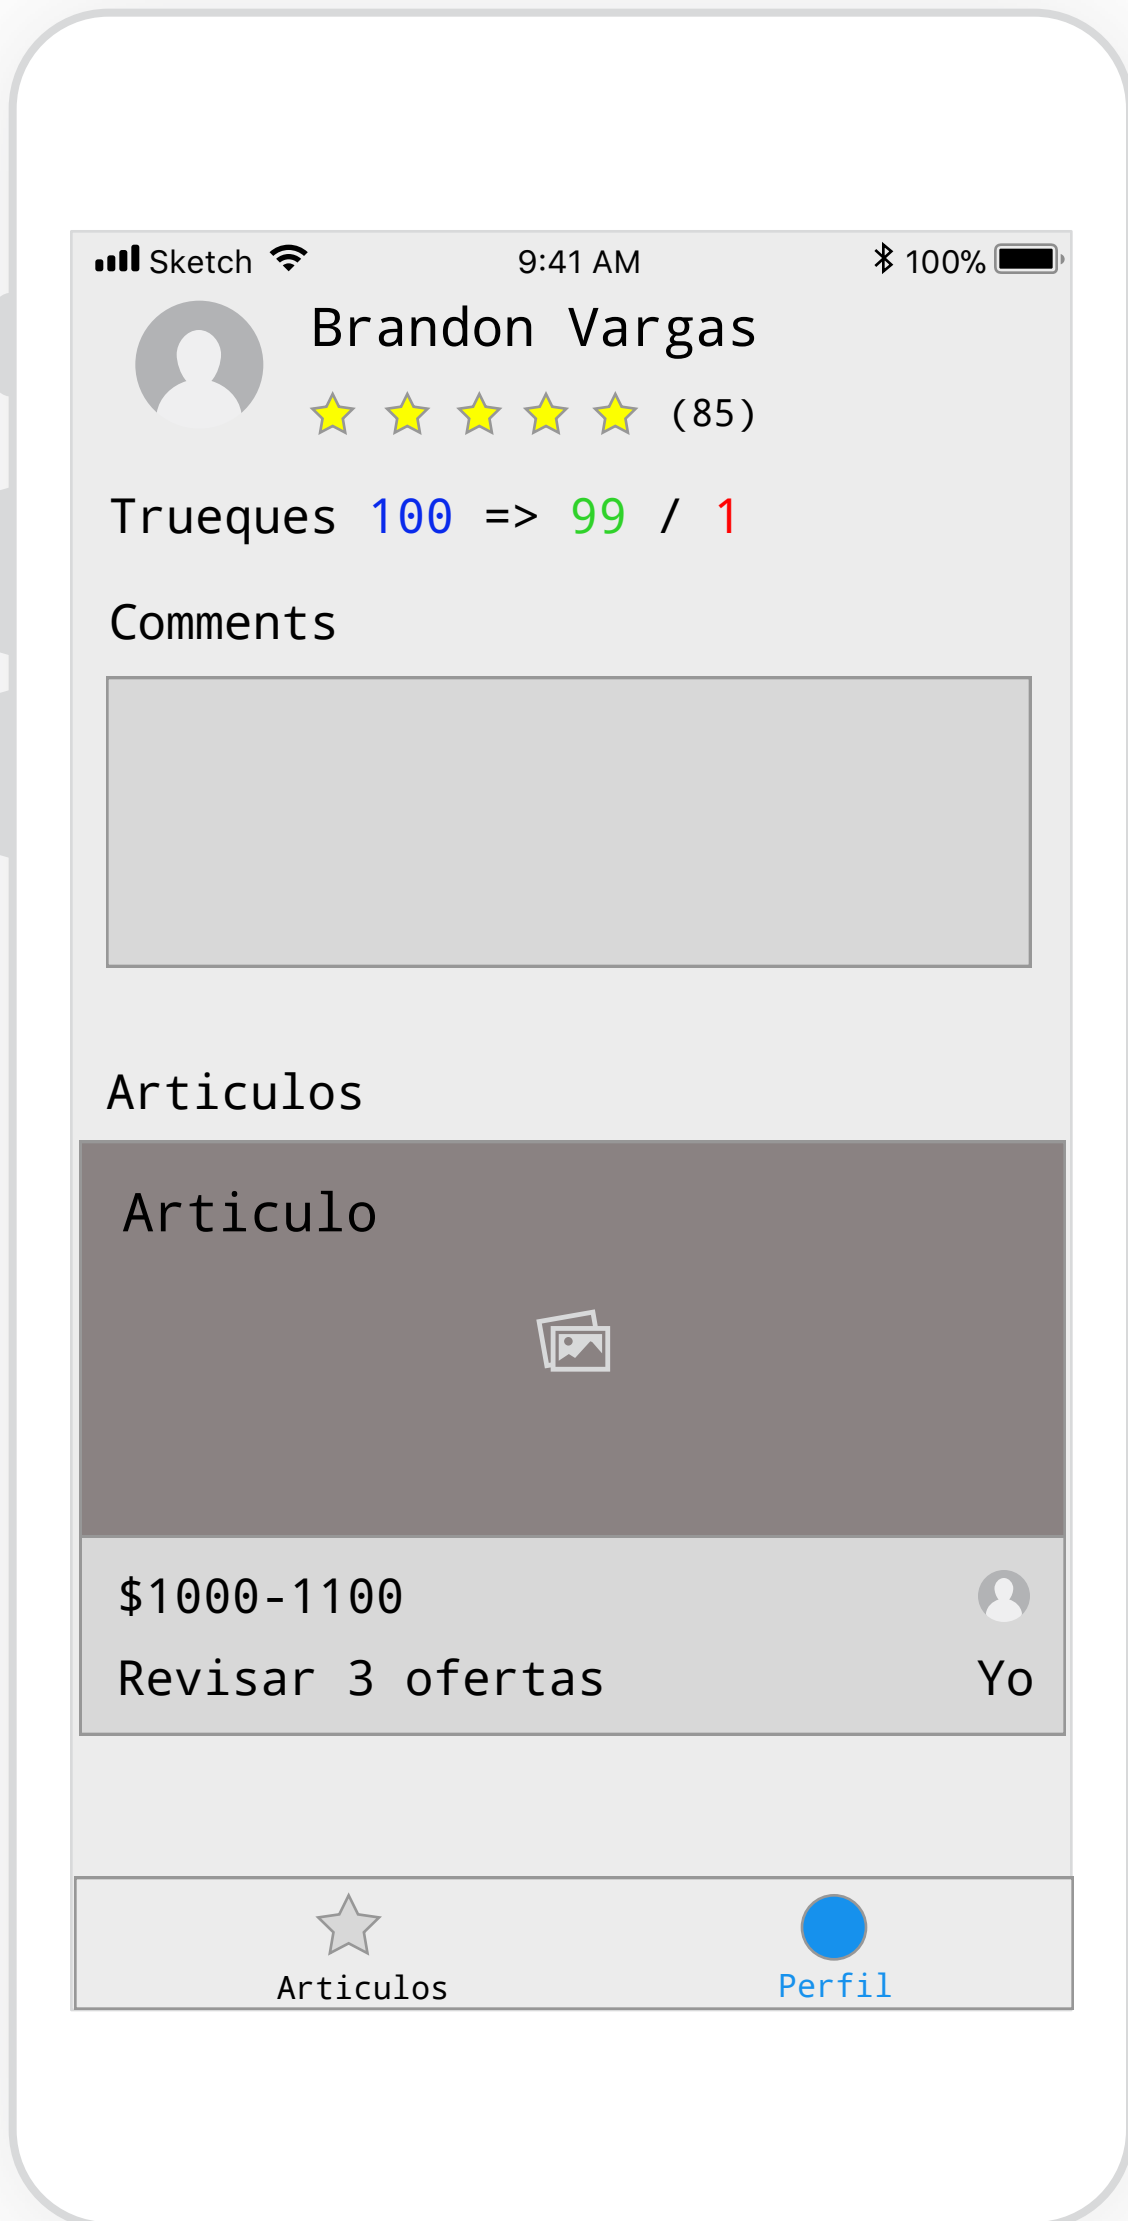 Sketch 9:41 AM 100%
Brandon Vargas
(85)
Trueques 100 => 99 / 1
Comments
Articulos
Articulo
$1000-1100
Revisar 3 ofertas Yo
Articulos Perfil